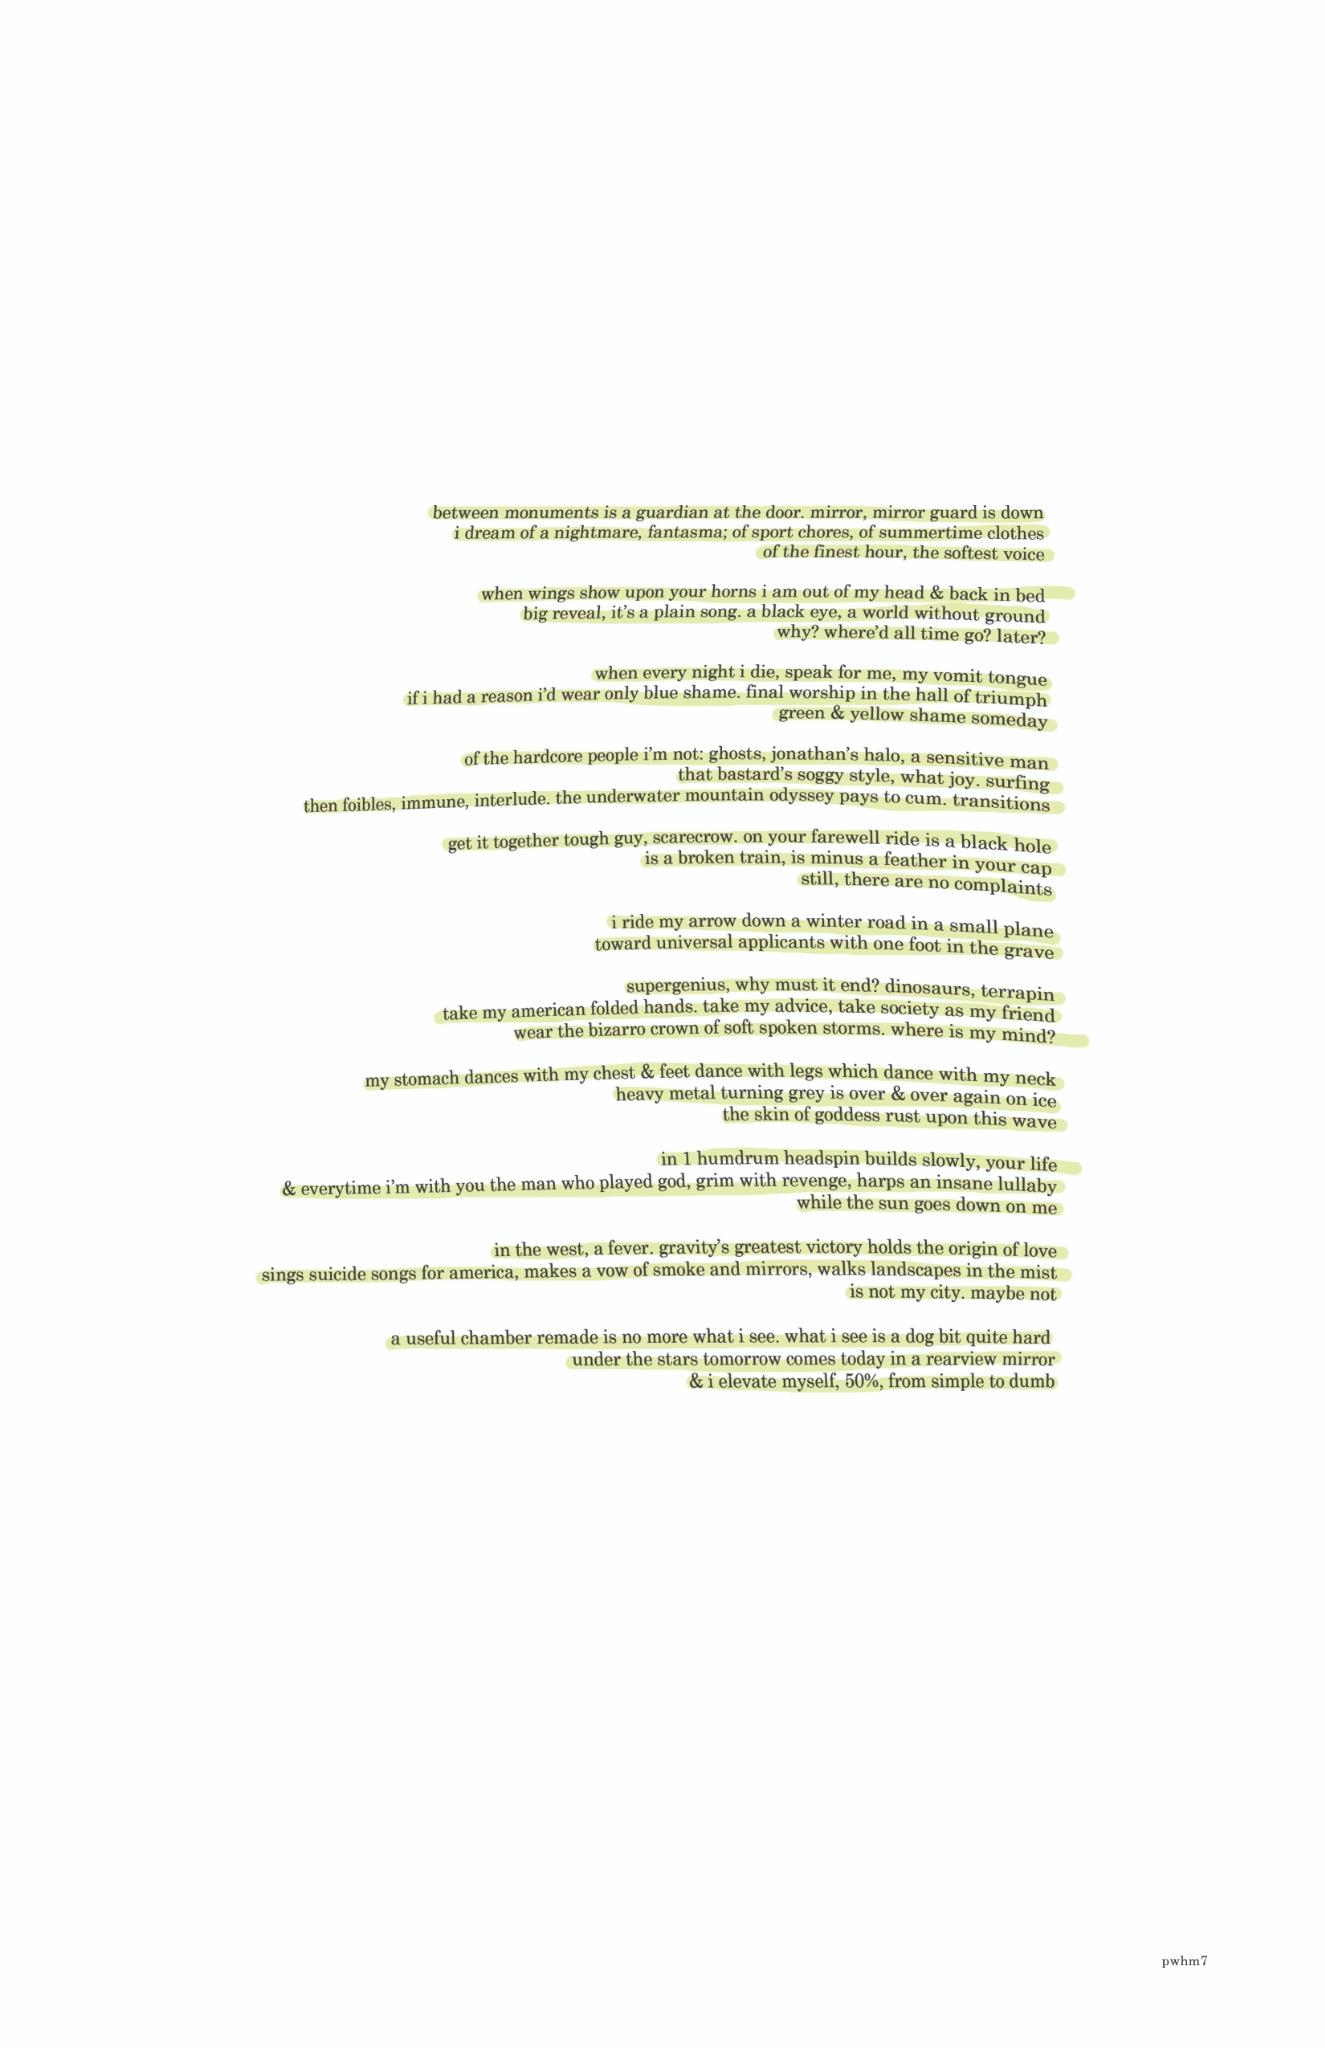 between monuments is a guardian at the door. mirror, mirror guard is down
i dream of a nightmare, fantasma; of sport chores, of summertime clothes
of the finest hour, the softest voice
when wings show upon your horns i am out of my head & back in bed
big reveal, it's a plain song. a black eye, a world without ground
why? where'd all time go? later?
when every night i die, speak for me, my vomit tongue
if i had a reason i'd wear only blue shame. final worship in the hall of triumph
green & yellow shame someday
of the hardcore people i'm not: ghosts, jonathan's halo, a sensitive man
that bastard's soggy style, what joy. surfing
then foibles, immune, interlude. the underwater mountain odyssey pays to cum. transitions
get it together tough guy, scarecrow. on your farewell ride is a black hole
is a broken train, is minus a feather in your cap
still, there are no complaints
i ride my arrow down a winter road in a small plane
toward universal applicants with one foot in the grave
supergenius, why must it end? dinosaurs, terrapin
take my american folded hands. take my advice, take society as my friend
wear the bizarro crown of soft spoken storms. where is my mind?
my stomach dances with my chest & feet dance with legs which dance with my neck
heavy metal turning grey is over & over again on ice
the skin of goddess rust upon this wave
in 1 humdrum headspin builds slowly, your life
& everytime i'm with you the man who played god, grim with revenge, harps an insane lullaby
while the sun goes down on me
in the west, a fever. gravity's greatest victory holds the origin of love
sings suicide songs for america, makes a vow of smoke and mirrors, walks landscapes in the mist
is not my city. maybe not
a useful chamber remade is no more what i see. what i see is a dog bit quite hard
under the stars tomorrow comes today in a rearview mirror
& i elevate myself, 50%, from simple to dumb
pwhm7